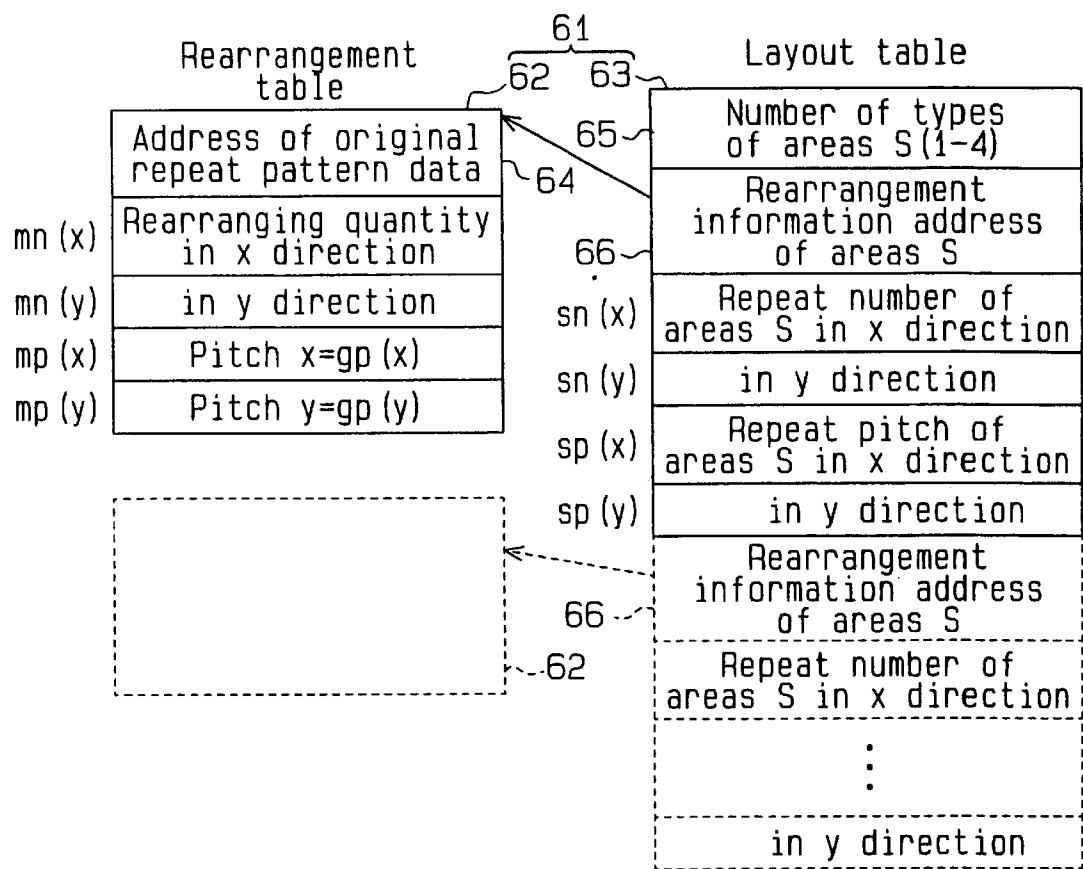 61
Rearrangement
table
62
63
Layout table
Address of original
repeat pattern data
64
mn(x)
Rearranging quantity
in x direction
mn(y)
in y direction
mp(x)
Pitch x=gp(x)
mp(y)
Pitch y=gp(y)
62
65
Number of types
of areas S(1-4)
66
Rearrangement
information address
of areas S
sn(x)
Repeat number of
areas S in x direction
sn(y)
in y direction
sp(x)
Repeat pitch of
areas S in x direction
sp(y)
in y direction
66
Rearrangement
information address
of areas S
Repeat number of
areas S in x direction
in y direction